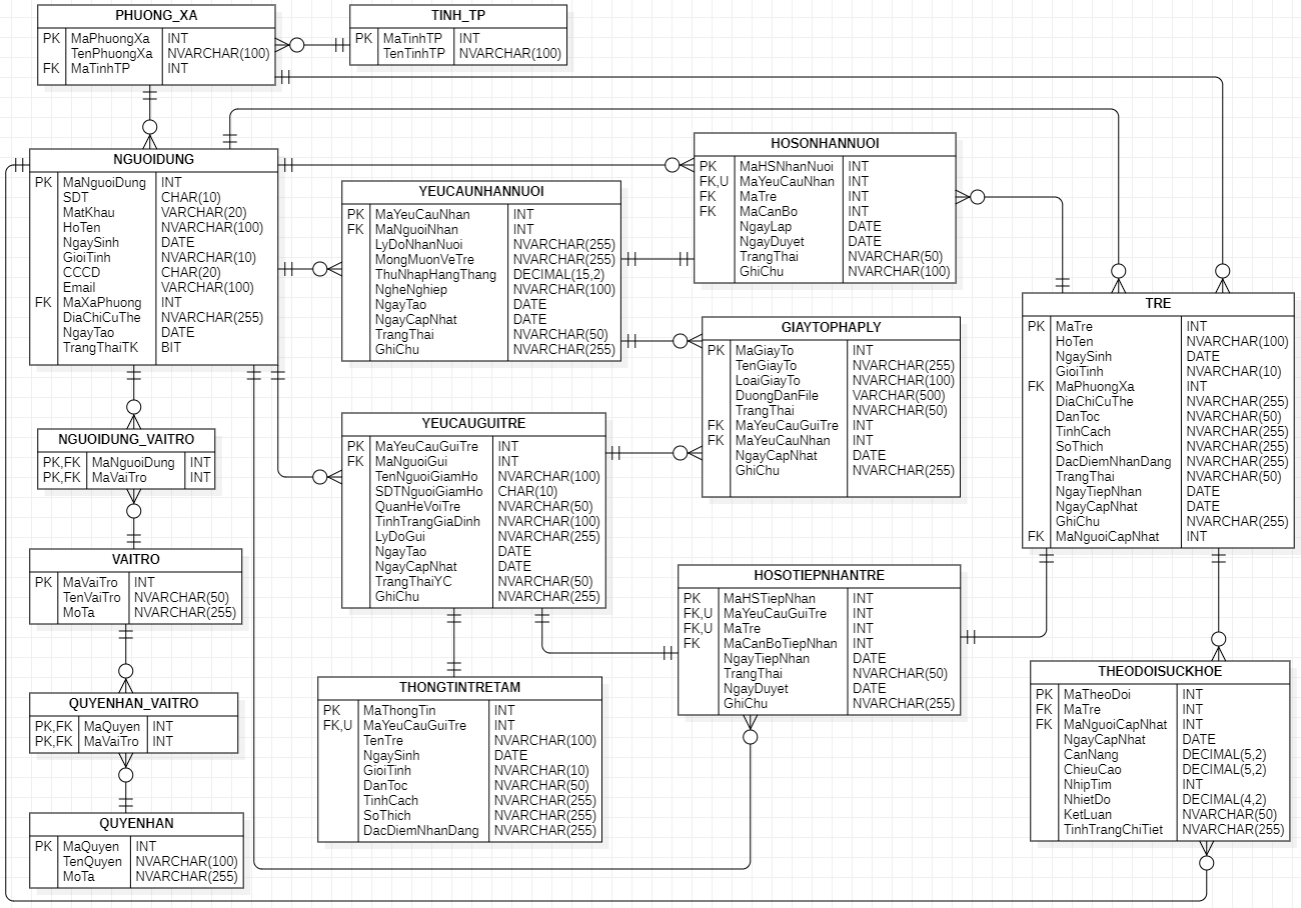 PHUONG_XA
PK MaPhuongXa INT
TenPhuongXa NVARCHAR(100)
FK MaTinhTP INT
TINH_TP
PK MaTinhTP INT
TenTinhTP NVARCHAR(100)
NGUOIDUNG
PK MaNguoiDung INT
SDT CHAR(10)
MatKhau VARCHAR(20)
HoTen NVARCHAR(100)
NgaySinh DATE
GioiTinh NVARCHAR(10)
CCCD CHAR(20)
Email VARCHAR(100)
FK MaXaPhuong INT
DiaChiCuThe NVARCHAR(255)
NgayTao DATE
TrangThaiTK BIT
YEUCAUNHANNUOI
PK MaYeuCauNhan INT
FK MaNguoiNhan INT
LyDoNhanNuoi NVARCHAR(255)
MongMuonVeTre NVARCHAR(255)
ThuNhapHangThang DECIMAL(15,2)
NgheNghiep NVARCHAR(100)
NgayTao DATE
NgayCapNhat DATE
TrangThai NVARCHAR(50)
GhiChu NVARCHAR(255)
HOSONHANNUOI
PK MaHSNhanNuoi INT
FK,U MaYeuCauNhan INT
FK MaTre INT
FK MaCanBo INT
NgayLap DATE
NgayDuyet DATE
TrangThai NVARCHAR(50)
GhiChu NVARCHAR(100)
GIAYTOPHAPLY
PK MaGiayTo INT
TenGiayTo NVARCHAR(255)
LoaiGiayTo NVARCHAR(100)
DuongDanFile VARCHAR(500)
TrangThai NVARCHAR(50)
FK MaYeuCauGuiTre INT
FK MaYeuCauNhan INT
NgayCapNhat DATE
GhiChu NVARCHAR(255)
TRE
PK MaTre INT
HoTen NVARCHAR(100)
NgaySinh DATE
GioiTinh NVARCHAR(10)
FK MaPhuongXa INT
DiaChiCuThe NVARCHAR(255)
DanToc NVARCHAR(50)
TinhCach NVARCHAR(255)
SoThich NVARCHAR(255)
DacDiemNhanDang NVARCHAR(255)
TrangThai NVARCHAR(50)
NgayTiepNhan DATE
NgayCapNhat DATE
GhiChu NVARCHAR(255)
FK MaNguoiCapNhat INT
NGUOIDUNG_VAITRO
PK,FK MaNguoiDung INT
PK,FK MaVaiTro INT
YEUCAUGUITRE
PK MaYeuCauGuiTre INT
FK MaNguoiGui INT
TenNguoiGiamHo NVARCHAR(100)
SDTNguoiGiamHo CHAR(10)
QuanHeVoiTre NVARCHAR(50)
TinhTrangGiaDinh NVARCHAR(100)
LyDoGui NVARCHAR(255)
NgayTao DATE
NgayCapNhat DATE
TrangThaiYC NVARCHAR(50)
GhiChu NVARCHAR(255)
VAITRO
PK MaVaiTro INT
TenVaiTro NVARCHAR(50)
MoTa NVARCHAR(255)
HOSOTIEPNHANTRE
PK MaHSTiepNhan INT
FK,U MaYeuCauGuiTre INT
FK,U MaTre INT
FK MaCanBoTiepNhan INT
NgayTiepNhan DATE
TrangThai NVARCHAR(50)
NgayDuyet DATE
GhiChu NVARCHAR(255)
THONGTINTRETAM
PK MaThongTin INT
FK,U MaYeuCauGuiTre INT
TenTre NVARCHAR(100)
NgaySinh DATE
GioiTinh NVARCHAR(10)
DanToc NVARCHAR(50)
TinhCach NVARCHAR(255)
SoThich NVARCHAR(255)
DacDiemNhanDang NVARCHAR(255)
THEODOISUCKHOE
PK MaTheoDoi INT
FK MaTre INT
FK MaNguoiCapNhat INT
NgayCapNhat DATE
CanNang DECIMAL(5,2)
ChieuCao DECIMAL(5,2)
NhipTim INT
NhietDo DECIMAL(4,2)
KetLuan NVARCHAR(50)
TinhTrangChiTiet NVARCHAR(255)
QUYENHAN_VAITRO
PK,FK MaQuyen INT
PK,FK MaVaiTro INT
QUYENHAN
PK MaQuyen INT
TenQuyen NVARCHAR(100)
MoTa NVARCHAR(255)